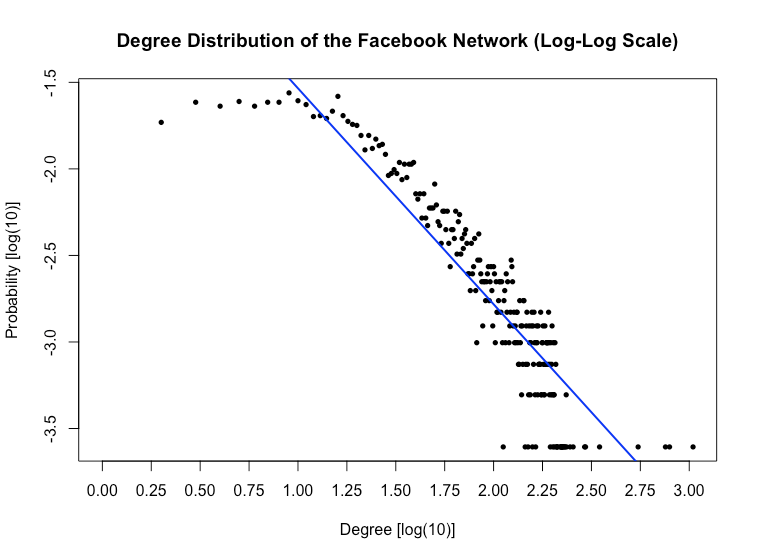 Degree Distribution of the Facebook Network (Log-Log Scale)
Probability [log(10)]
-1.5
-2.0
-2.5
-3.0
-3.5
0.00 0.25 0.50 0.75 1.00 1.25 1.50 1.75 2.00 2.25 2.50 2.75 3.00
Degree [log(10)]